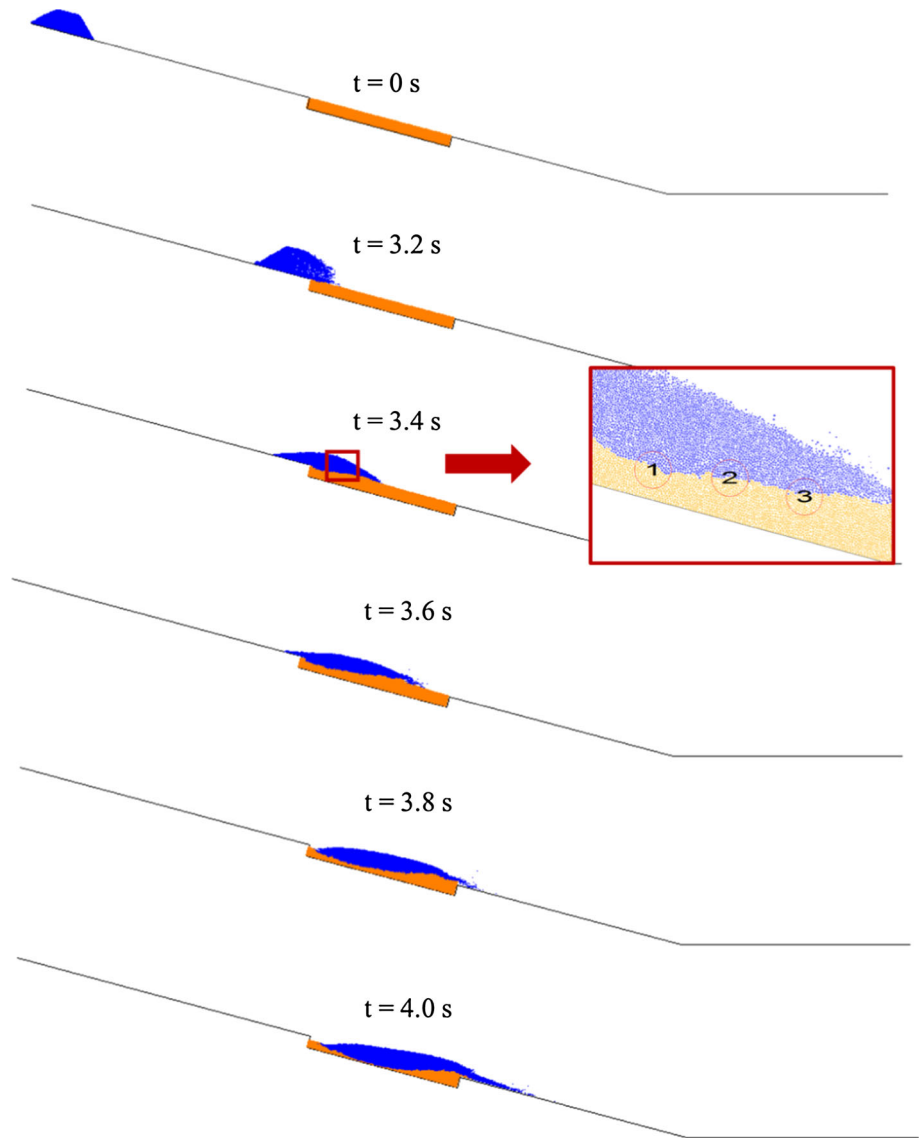 t = 0 s
t = 3.2 s
t = 3.4 s
1
2
3
t = 3.6 s
t = 3.8 s
t = 4.0 s